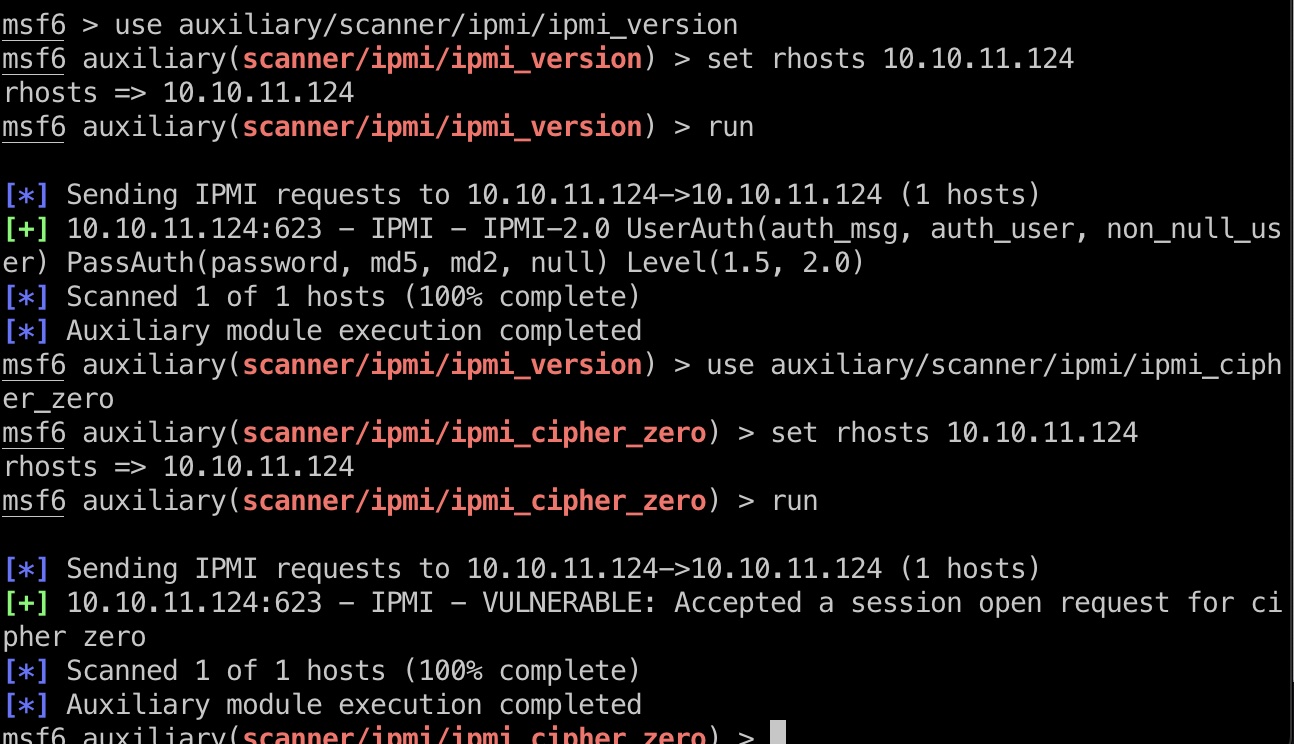 msf6 > use auxiliary/scanner/ipmi/ipmi_version
msf6 auxiliary(scanner/ipmi/ipmi_version) > set rhosts 10.10.11.124
rhosts => 10.10.11.124
msf6 auxiliary(scanner/ipmi/ipmi_version) > run
[*] Sending IPMI requests to 10.10.11.124->10.10.11.124 (1 hosts)
[+] 10.10.11.124:623 - IPMI - IPMI-2.0 UserAuth(auth_msg, auth_user, non_null_us
er) PassAuth(password, md5, md2, null) Level(1.5, 2.0)
[*] Scanned 1 of 1 hosts (100% complete)
[*] Auxiliary module execution completed
msf6 auxiliary(scanner/ipmi/ipmi_version) > use auxiliary/scanner/ipmi/ipmi_ciph
er_zero
msf6 auxiliary(scanner/ipmi/ipmi_cipher_zero) > set rhosts 10.10.11.124
rhosts => 10.10.11.124
msf6 auxiliary(scanner/ipmi/ipmi_cipher_zero) > run
[*] Sending IPMI requests to 10.10.11.124->10.10.11.124 (1 hosts)
[+] 10.10.11.124:623 - IPMI - VULNERABLE: Accepted a session open request for ci
pher zero
[*] Scanned 1 of 1 hosts (100% complete)
[*] Auxiliary module execution completed
msf6 auxiliary(scanner/ipmi/ipmi_cipher_zero) >